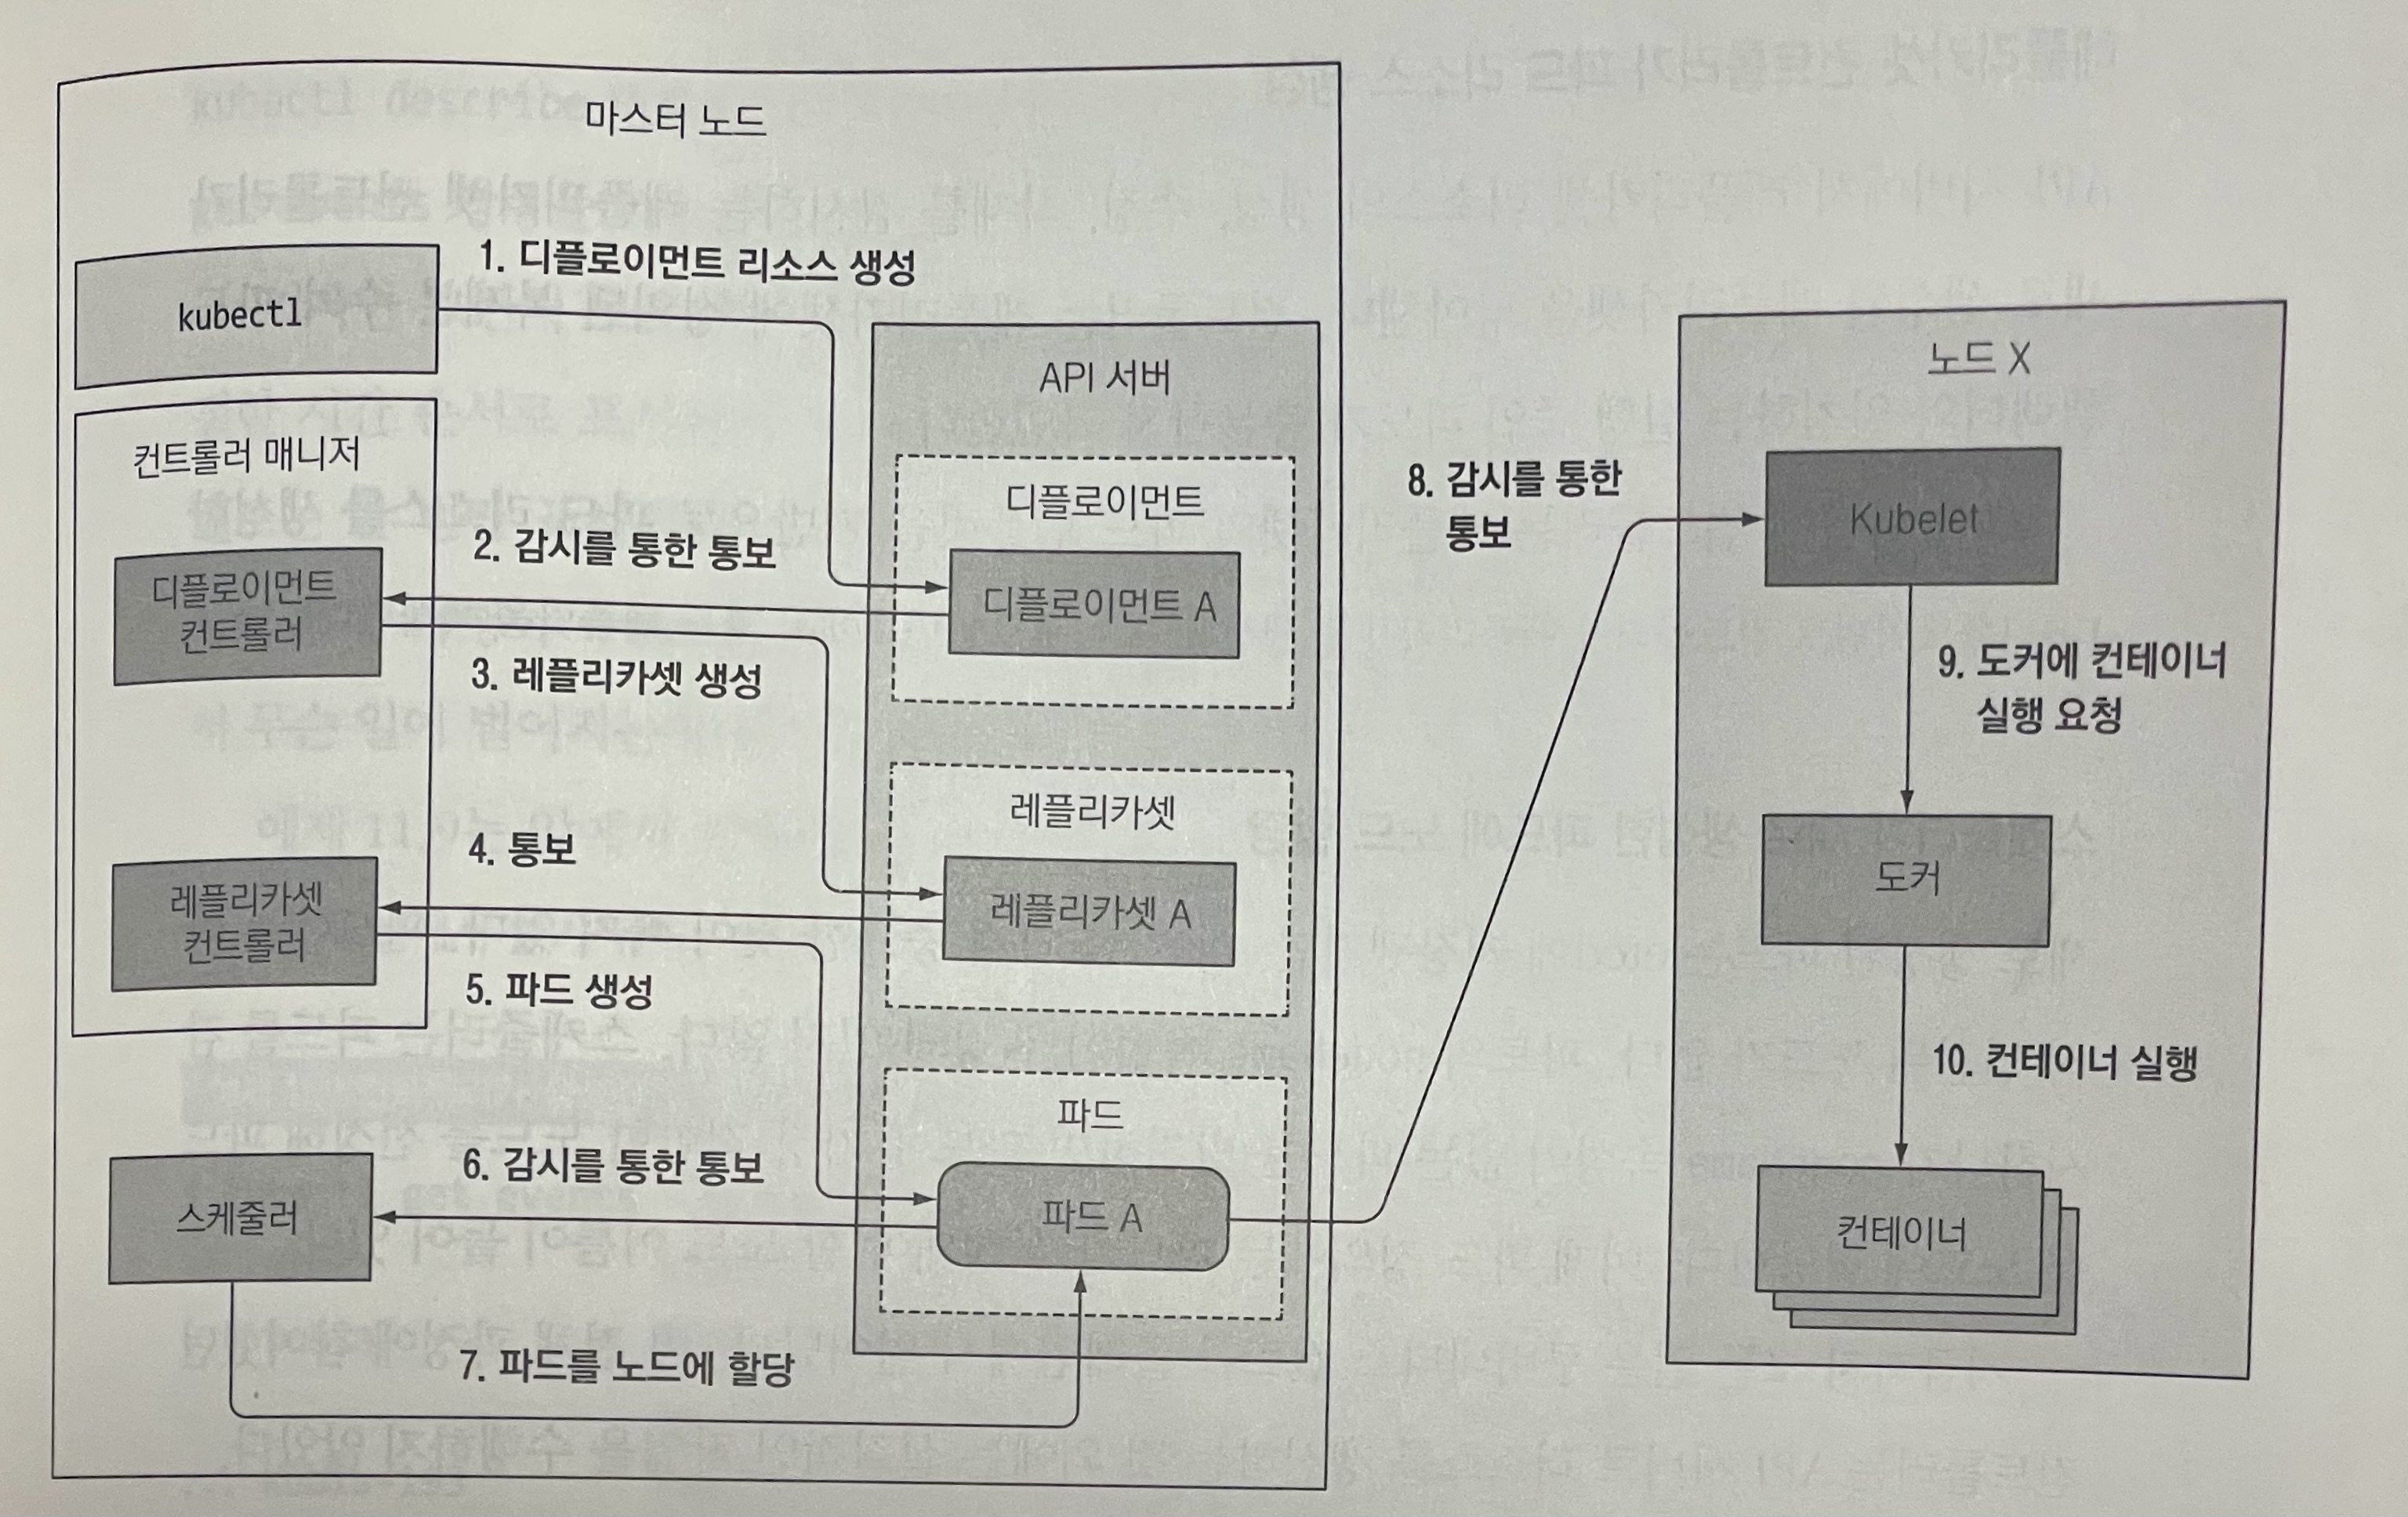 마스터 노드
kubectl
1. 디플로이먼트 리소스 생성
컨트롤러 매니저
API 서버
디플로이먼트
디플로이먼트 A
2. 감시를 통한 통보
디플로이먼트
컨트롤러
3. 레플리카셋 생성
레플리카셋
레플리카셋 A
4. 통보
레플리카셋
컨트롤러
5. 파드 생성
파드
파드 A
6. 감시를 통한 통보
스케줄러
7. 파드를 노드에 할당
8. 감시를 통한
통보
노드 X
Kubelet
9. 도커에 컨테이너
실행 요청
도커
10. 컨테이너 실행
컨테이너